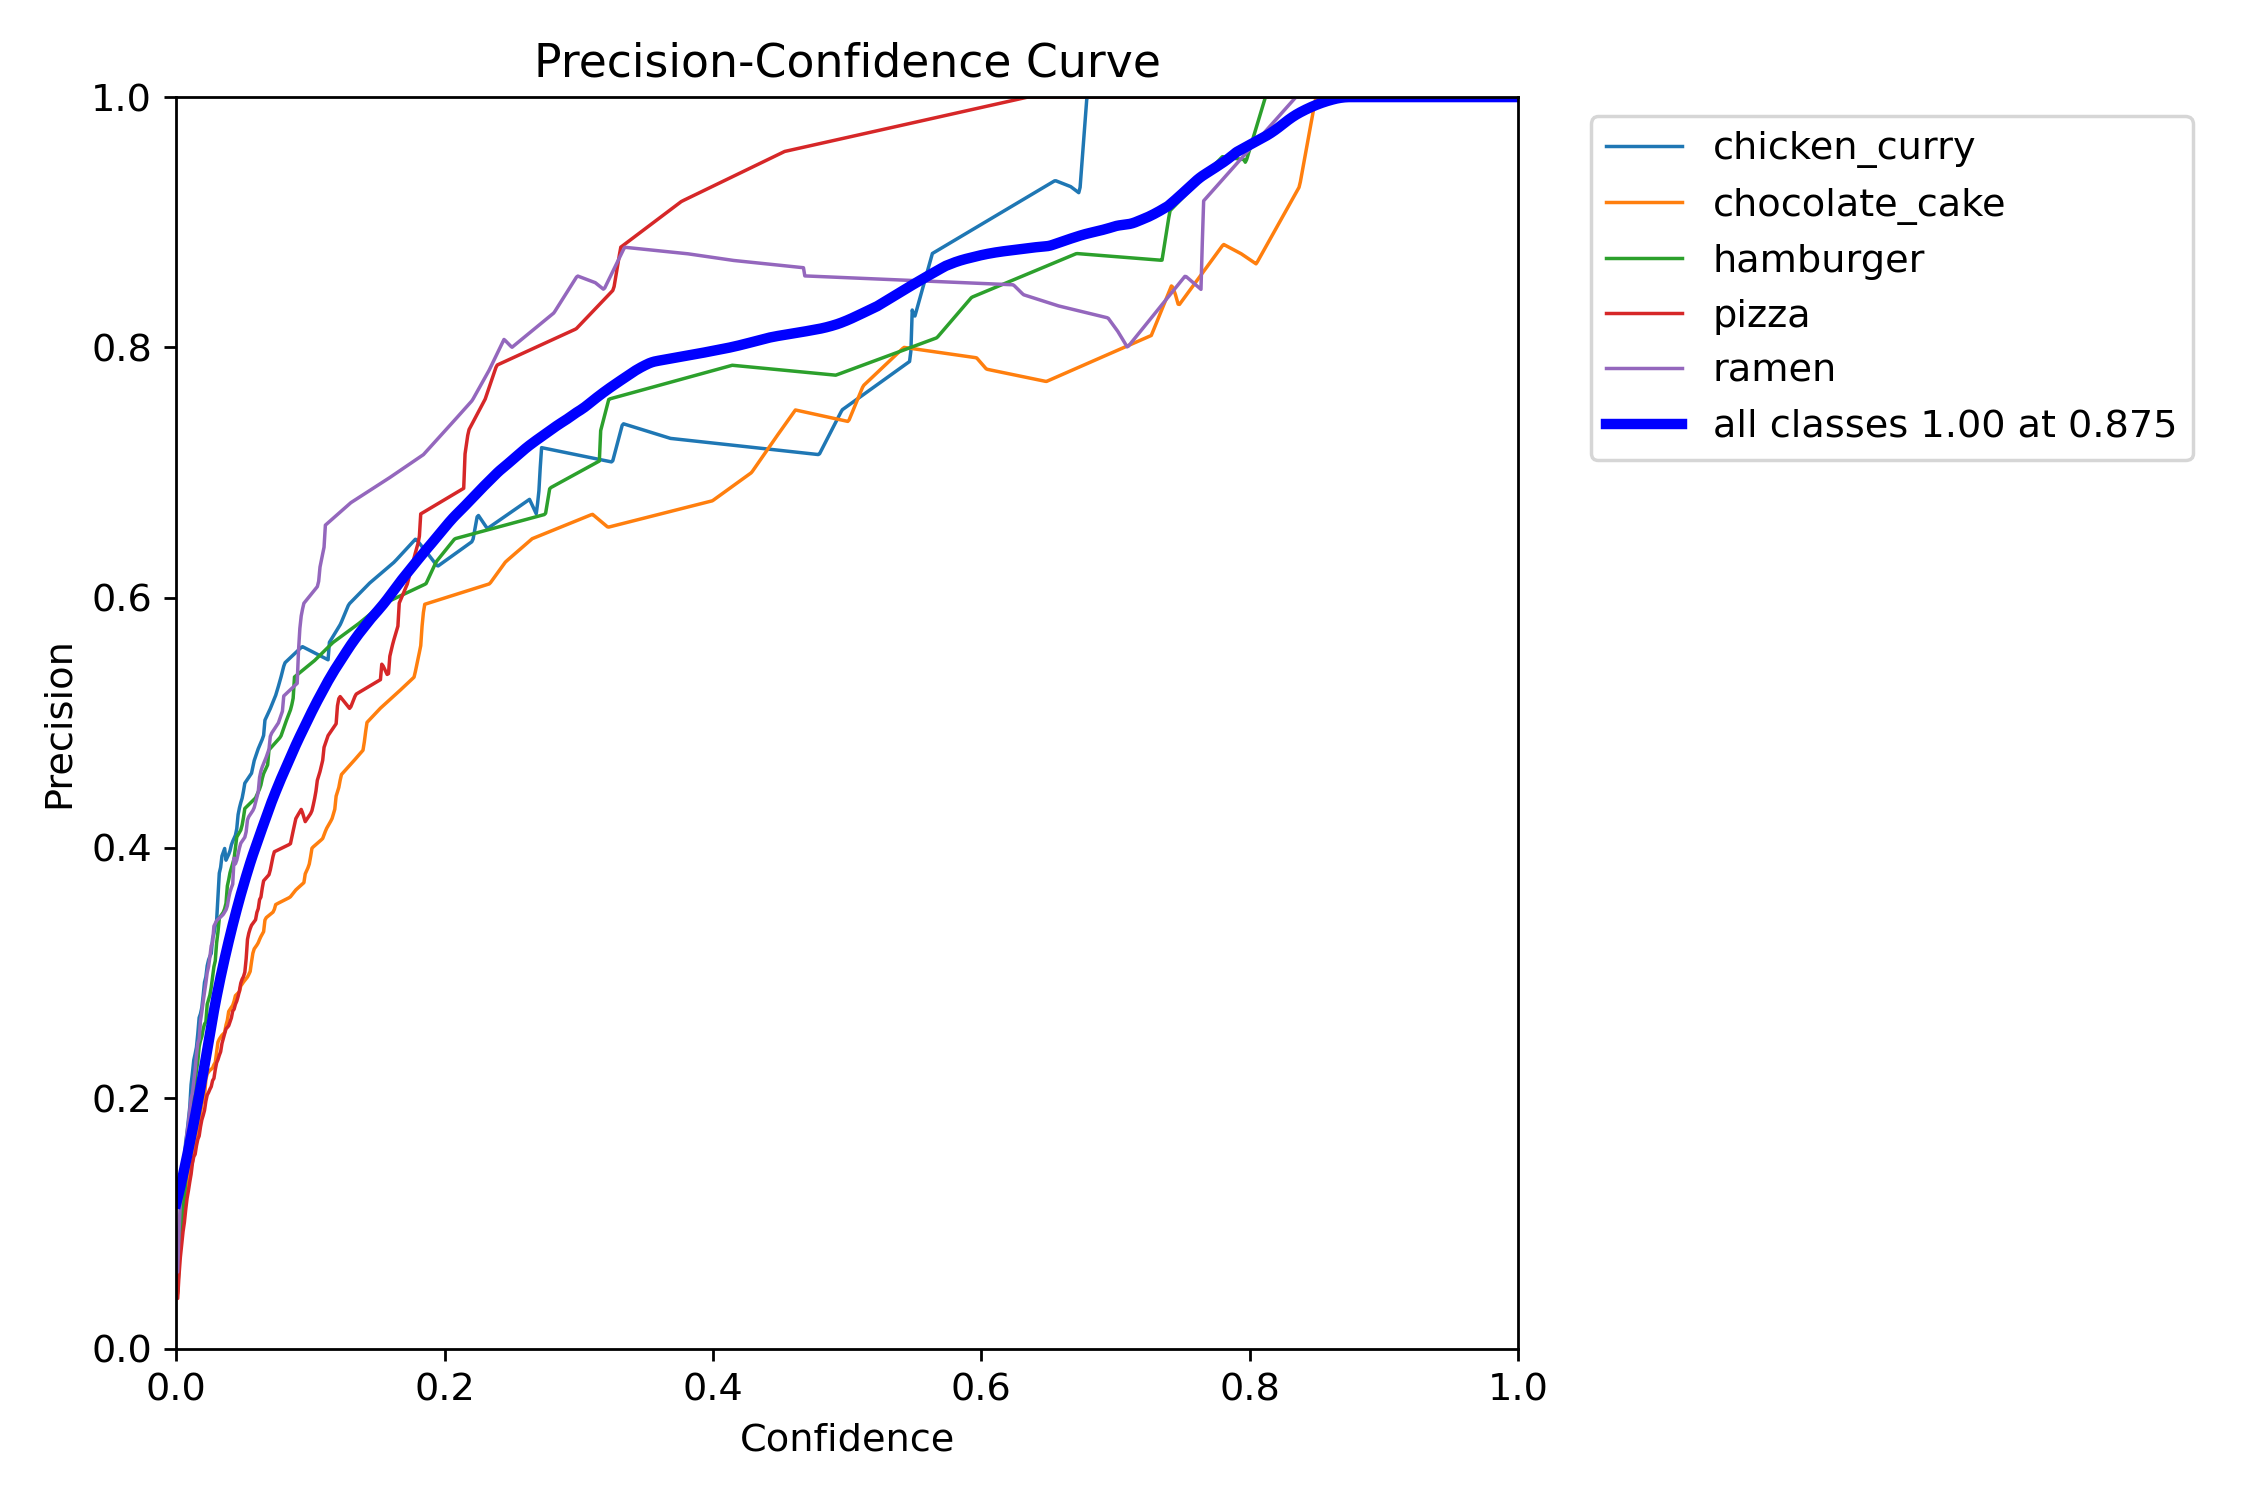 Precision-Confidence Curve
1.0
0.8
0.6
0.4
0.2
0.0
Precision
0.0 0.2 0.4 0.6 0.8 1.0
Confidence
chicken_curry
chocolate_cake
hamburger
pizza
ramen
all classes 1.00 at 0.875